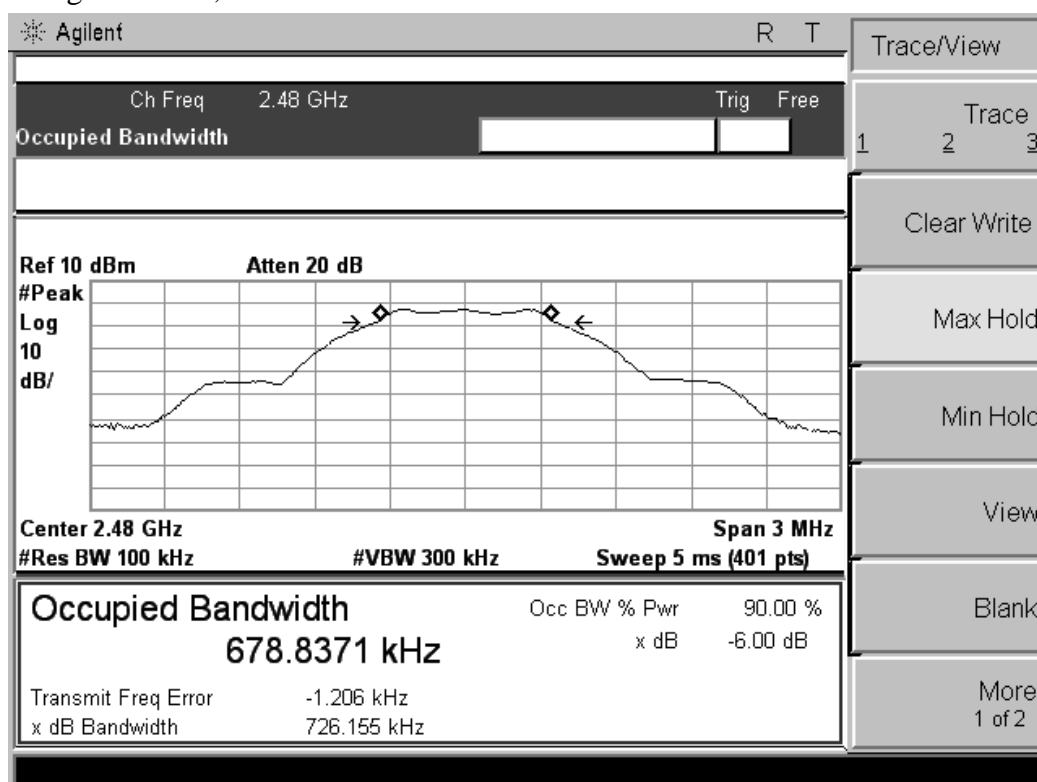 Agilent R T
Trace/View
Ch Freq 2.48 GHz Trig Free
Occupied Bandwidth
Trace
1 2 3
Clear Write
Ref 10 dBm Atten 20 dB
#Peak
Log
10
dB/
Max Hold
Min Hold
View
Center 2.48 GHz Span 3 MHz
#Res BW 100 kHz #VBW 300 kHz Sweep 5 ms (401 pts)
Occupied Bandwidth Occ BW % Pwr 90.00 %
678.8371 kHz x dB -6.00 dB
Blank
Transmit Freq Error -1.206 kHz
x dB Bandwidth 726.155 kHz
More
1 of 2